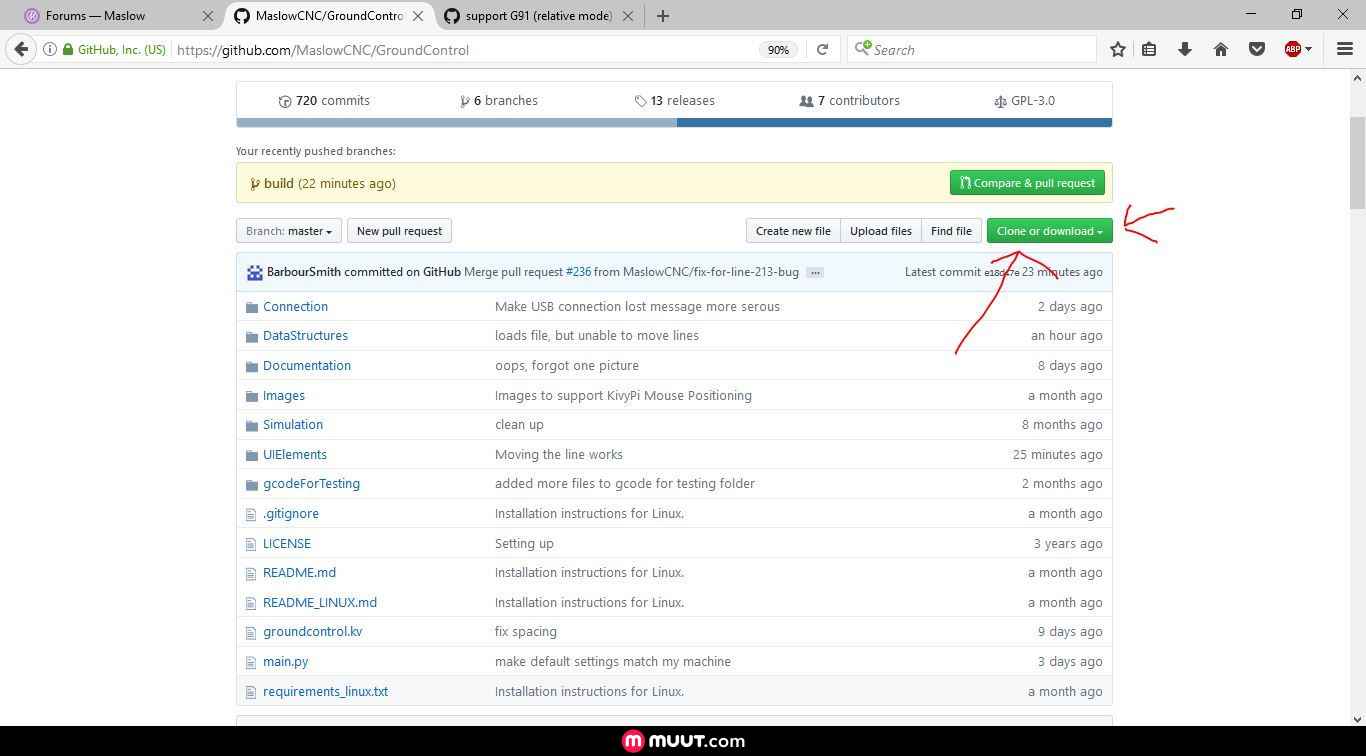 Forums — Maslow
MaslowCNC/GroundContro
support G91 (relative mode)
GitHub, Inc. (US)
https://github.com/MaslowCNC/GroundControl
90%
Search
ABP
720 commits
6 branches
13 releases
7 contributors
GPL-3.0
Your recently pushed branches:
build (22 minutes ago)
Compare & pull request
Branch: master
New pull request
Create new file
Upload files
Find file
Clone or download
BarbourSmith committed on GitHub Merge pull request #236 from MaslowCNC/fix-for-line-213-bug ...
Latest commit 23 minutes ago
Connection Make USB connection lost message more serous 2 days ago
DataStructures loads file, but unable to move lines an hour ago
Documentation oops, forgot one picture 8 days ago
Images Images to support KivyPi Mouse Positioning a month ago
Simulation clean up 8 months ago
UIElements Moving the line works 25 minutes ago
gcodeForTesting added more files to gcode for testing folder 2 months ago
.gitignore Installation instructions for Linux. a month ago
LICENSE Setting up 3 years ago
README.md Installation instructions for Linux. a month ago
README_LINUX.md Installation instructions for Linux. a month ago
groundcontrol.kv fix spacing 9 days ago
main.py make default settings match my machine 3 days ago
requirements_linux.txt Installation instructions for Linux. a month ago
muut.com